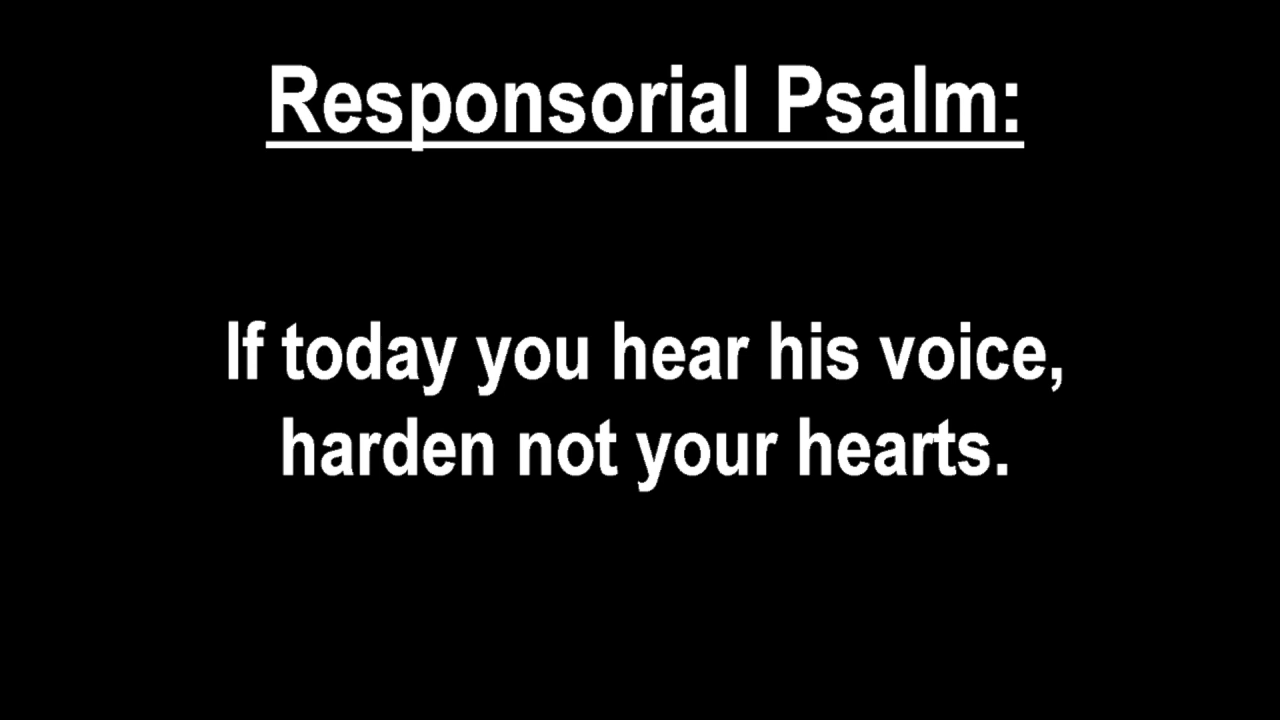 Responsorial Psalm:
If today you hear his voice,
harden not your hearts.